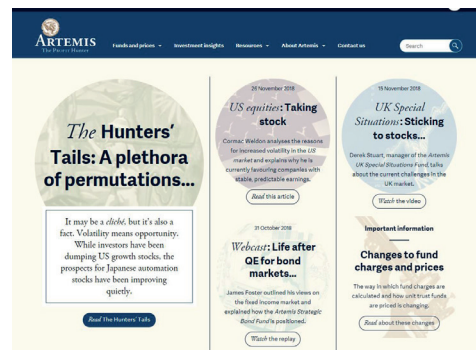 ARTEMIS
The PROFIT Hunter
Funds and prices
Investment insights
Resources
About Artemis
Contact us
Search
The Hunters'
Tails: A plethora
of permutations...
It may be a cliché, but it's also a
fact. Volatility means opportunity.
While investors have been
dumping US growth stocks, the
prospects for Japanese automation
stocks have been improving
quietly.
Read The Hunters' Tails
26 November 2018
US equities: Taking
stock
Cormac Weldon analyses the reasons
for increased volatility in the US
market and explains why he is
currently favouring companies with
stable, predictable earnings.
Read this article
31 October 2018
Webcast: Life after
QE for bond
markets...
James Foster outlined his views on
the fixed income market and
explained how the Artemis Strategic
Bond Fund is positioned.
Watch the replay
15 November 2018
UK Special
Situations: Sticking
to stocks...
Derek Stuart, manager of the Artemis
UK Special Situations Fund, talks
about the current challenges in the
UK market.
Watch the video
Important information
Changes to fund
charges and prices
The way in which fund charges are
calculated and how unit trust funds
are priced is changing.
Read about these changes